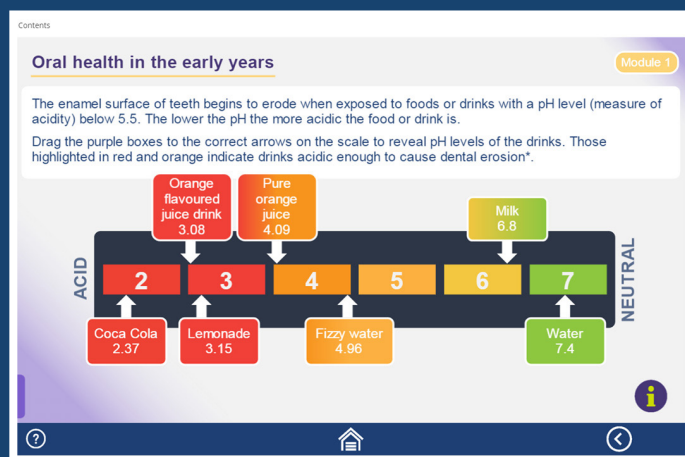 Contents
Oral health in the early years
Module 1
The enamel surface of teeth begins to erode when exposed to foods or drinks with a pH level (measure of
acidity) below 5.5. The lower the pH the more acidic the food or drink is.
Drag the purple boxes to the correct arrows on the scale to reveal pH levels of the drinks. Those
highlighted in red and orange indicate drinks acidic enough to cause dental erosion*.
Orange
flavoured
juice drink
3.08
Pure
orange
juice
4.09
Milk
6.8
ACID
2
3
4
5
6
7
NEUTRAL
Coca Cola
2.37
Lemonade
3.15
Fizzy water
4.96
Water
7.4
i
?